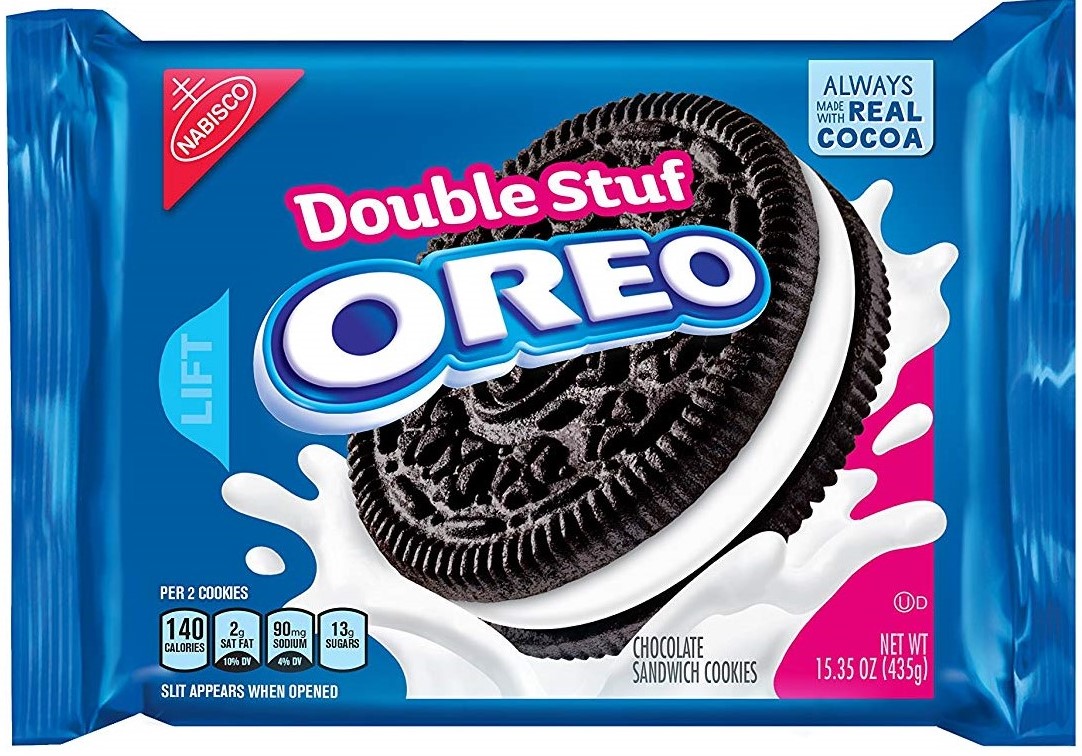 NABISCO
ALWAYS
MADE WITH REAL
COCOA
Double Stuf
OREO
LIFT
PER 2 COOKIES
140 CALORIES
2g SAT FAT 10% DV
90mg SODIUM 4% DV
13g SUGARS
SLIT APPEARS WHEN OPENED
CHOCOLATE
SANDWICH COOKIES
UD
NET WT
15.35 OZ (435g)